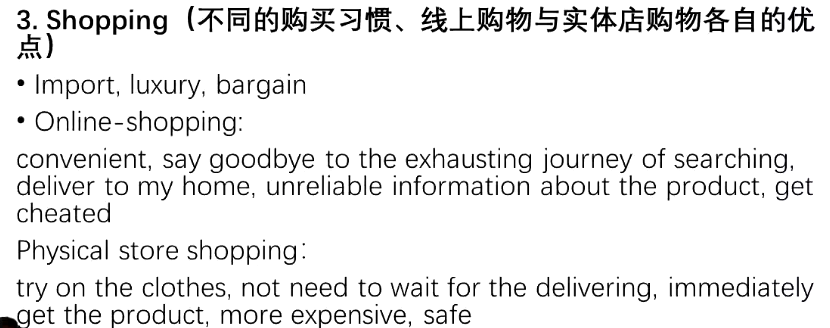 3. Shopping（不同的购买习惯、线上购物与实体店购物各自的优
点）
• Import, luxury, bargain
• Online-shopping:
convenient, say goodbye to the exhausting journey of searching,
deliver to my home, unreliable information about the product, get
cheated
Physical store shopping：
try on the clothes, not need to wait for the delivering, immediately
get the product, more expensive, safe